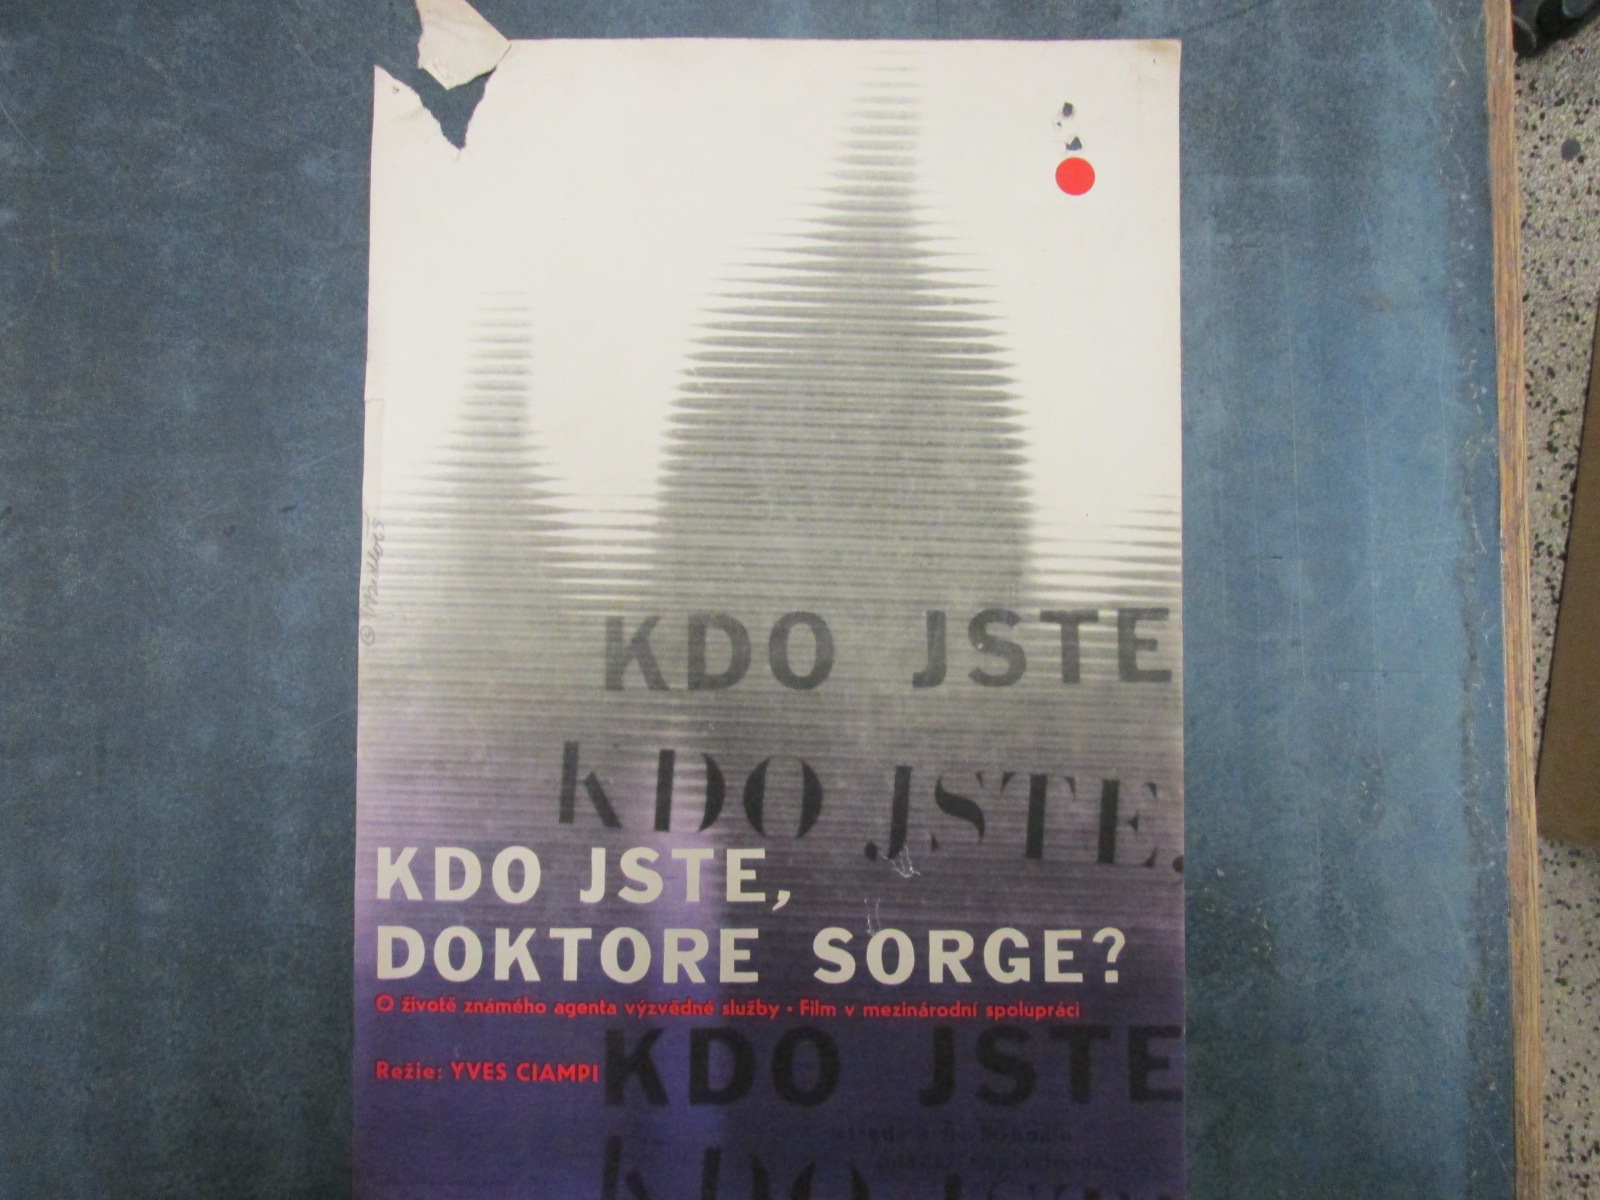 KDO JSTE
KDO JSTE.
KDO JSTE,
DOKTORE SORGE?
O životě známého agenta výzvědné služby • Film v mezinárodní spolupráci
KDO JSTE
Režie: YVES CIAMPI
KDO